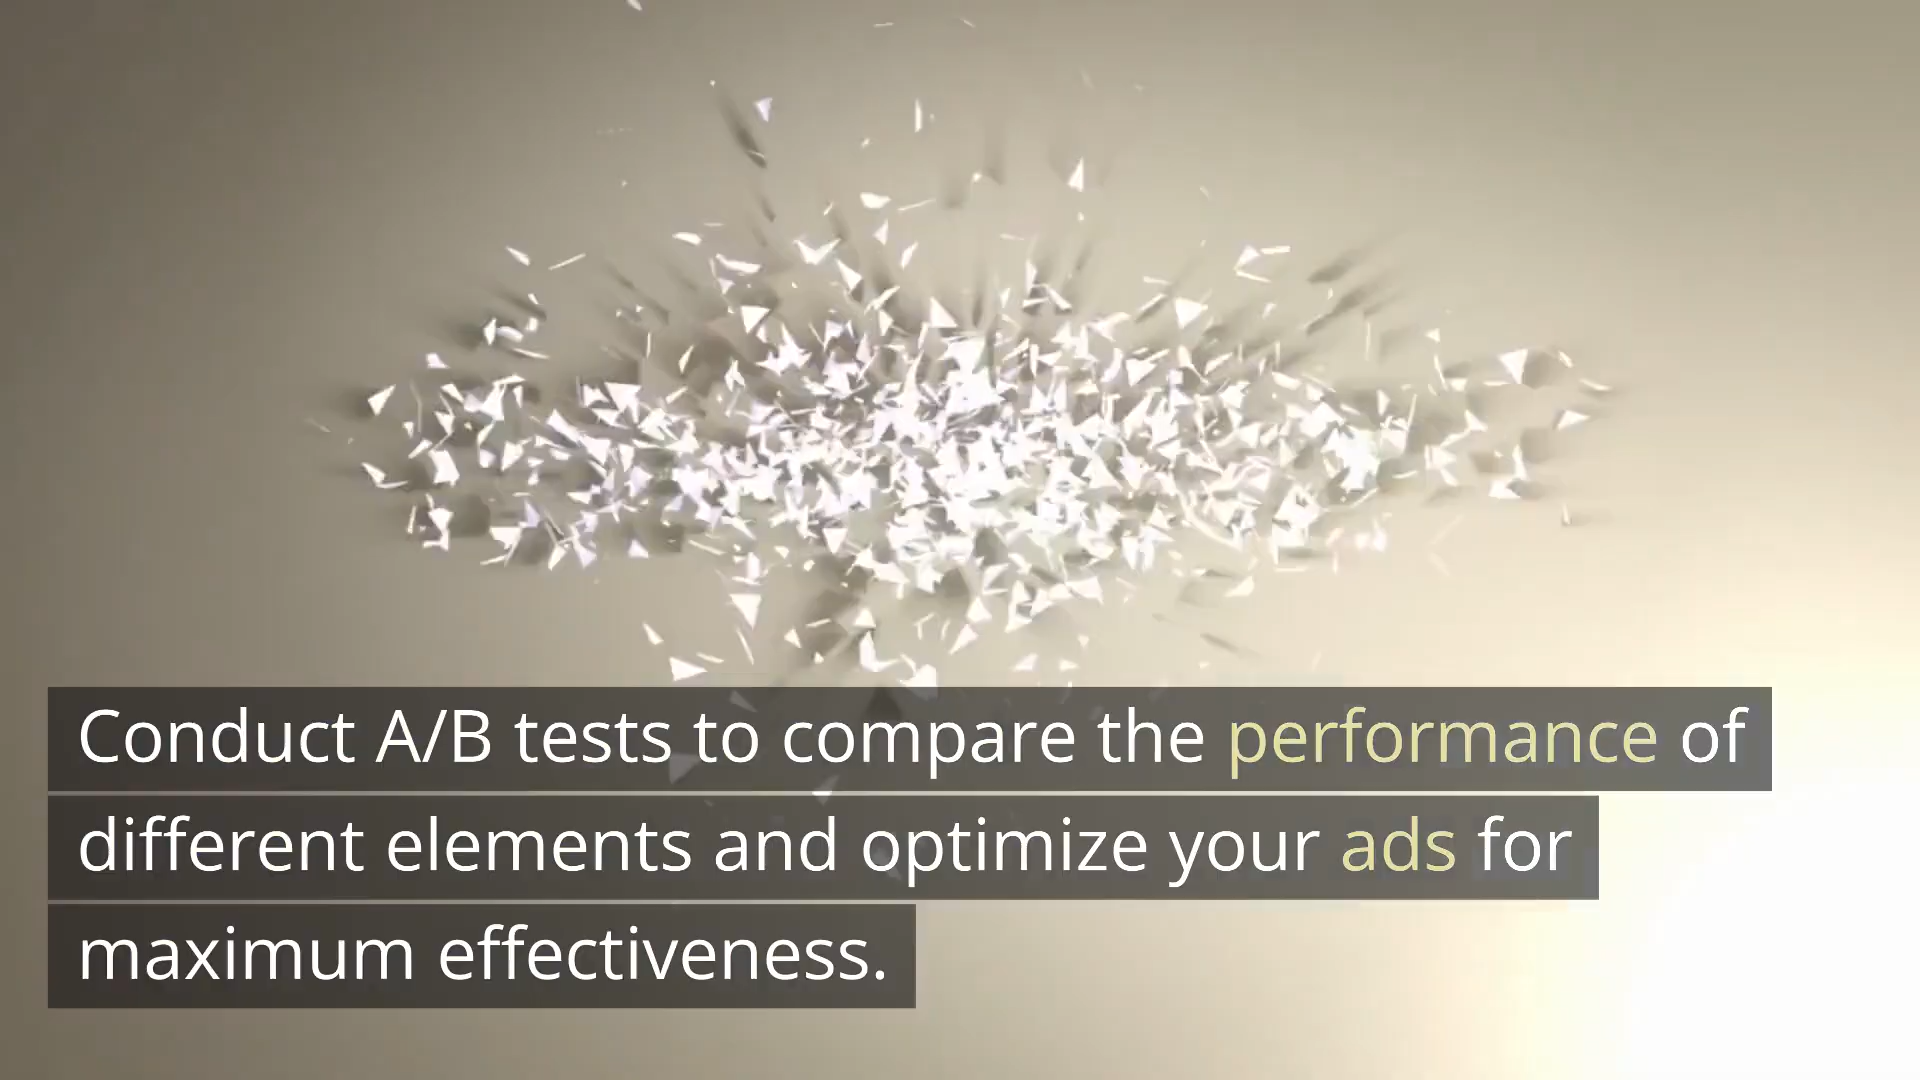 Conduct A/B tests to compare the performance of
different elements and optimize your ads for
maximum effectiveness.